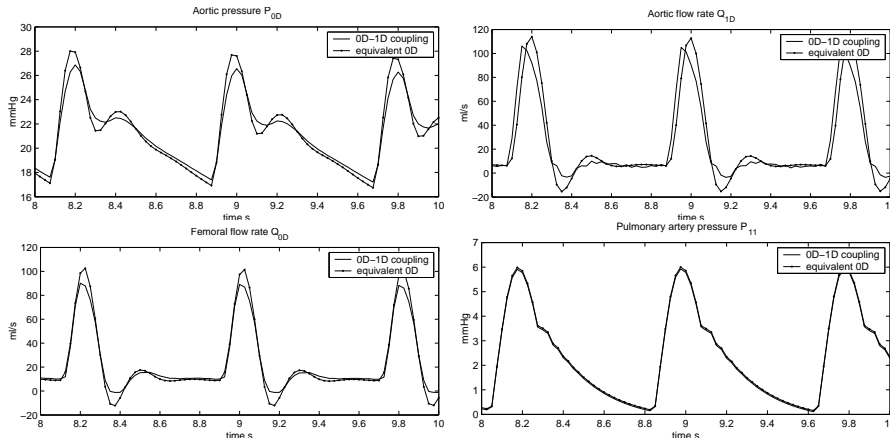 Aortic pressure P0D
30
28
26
24
22
20
18
16
mmHg
0D−1D coupling
equivalent 0D
8 8.2 8.4 8.6 8.8 9 9.2 9.4 9.6 9.8 10
time s
Aortic flow rate Q1D
120
100
80
60
40
20
0
−20
ml/s
0D−1D coupling
equivalent 0D
8 8.2 8.4 8.6 8.8 9 9.2 9.4 9.6 9.8 10
time s
Femoral flow rate Q0D
120
100
80
60
40
20
0
−20
ml/s
0D−1D coupling
equivalent 0D
8 8.2 8.4 8.6 8.8 9 9.2 9.4 9.6 9.8 10
time s
Pulmonary artery pressure P11
7
6
5
4
3
2
1
0
mmHg
0D−1D coupling
equivalent 0D
8 8.2 8.4 8.6 8.8 9 9.2 9.4 9.6 9.8 10
time s